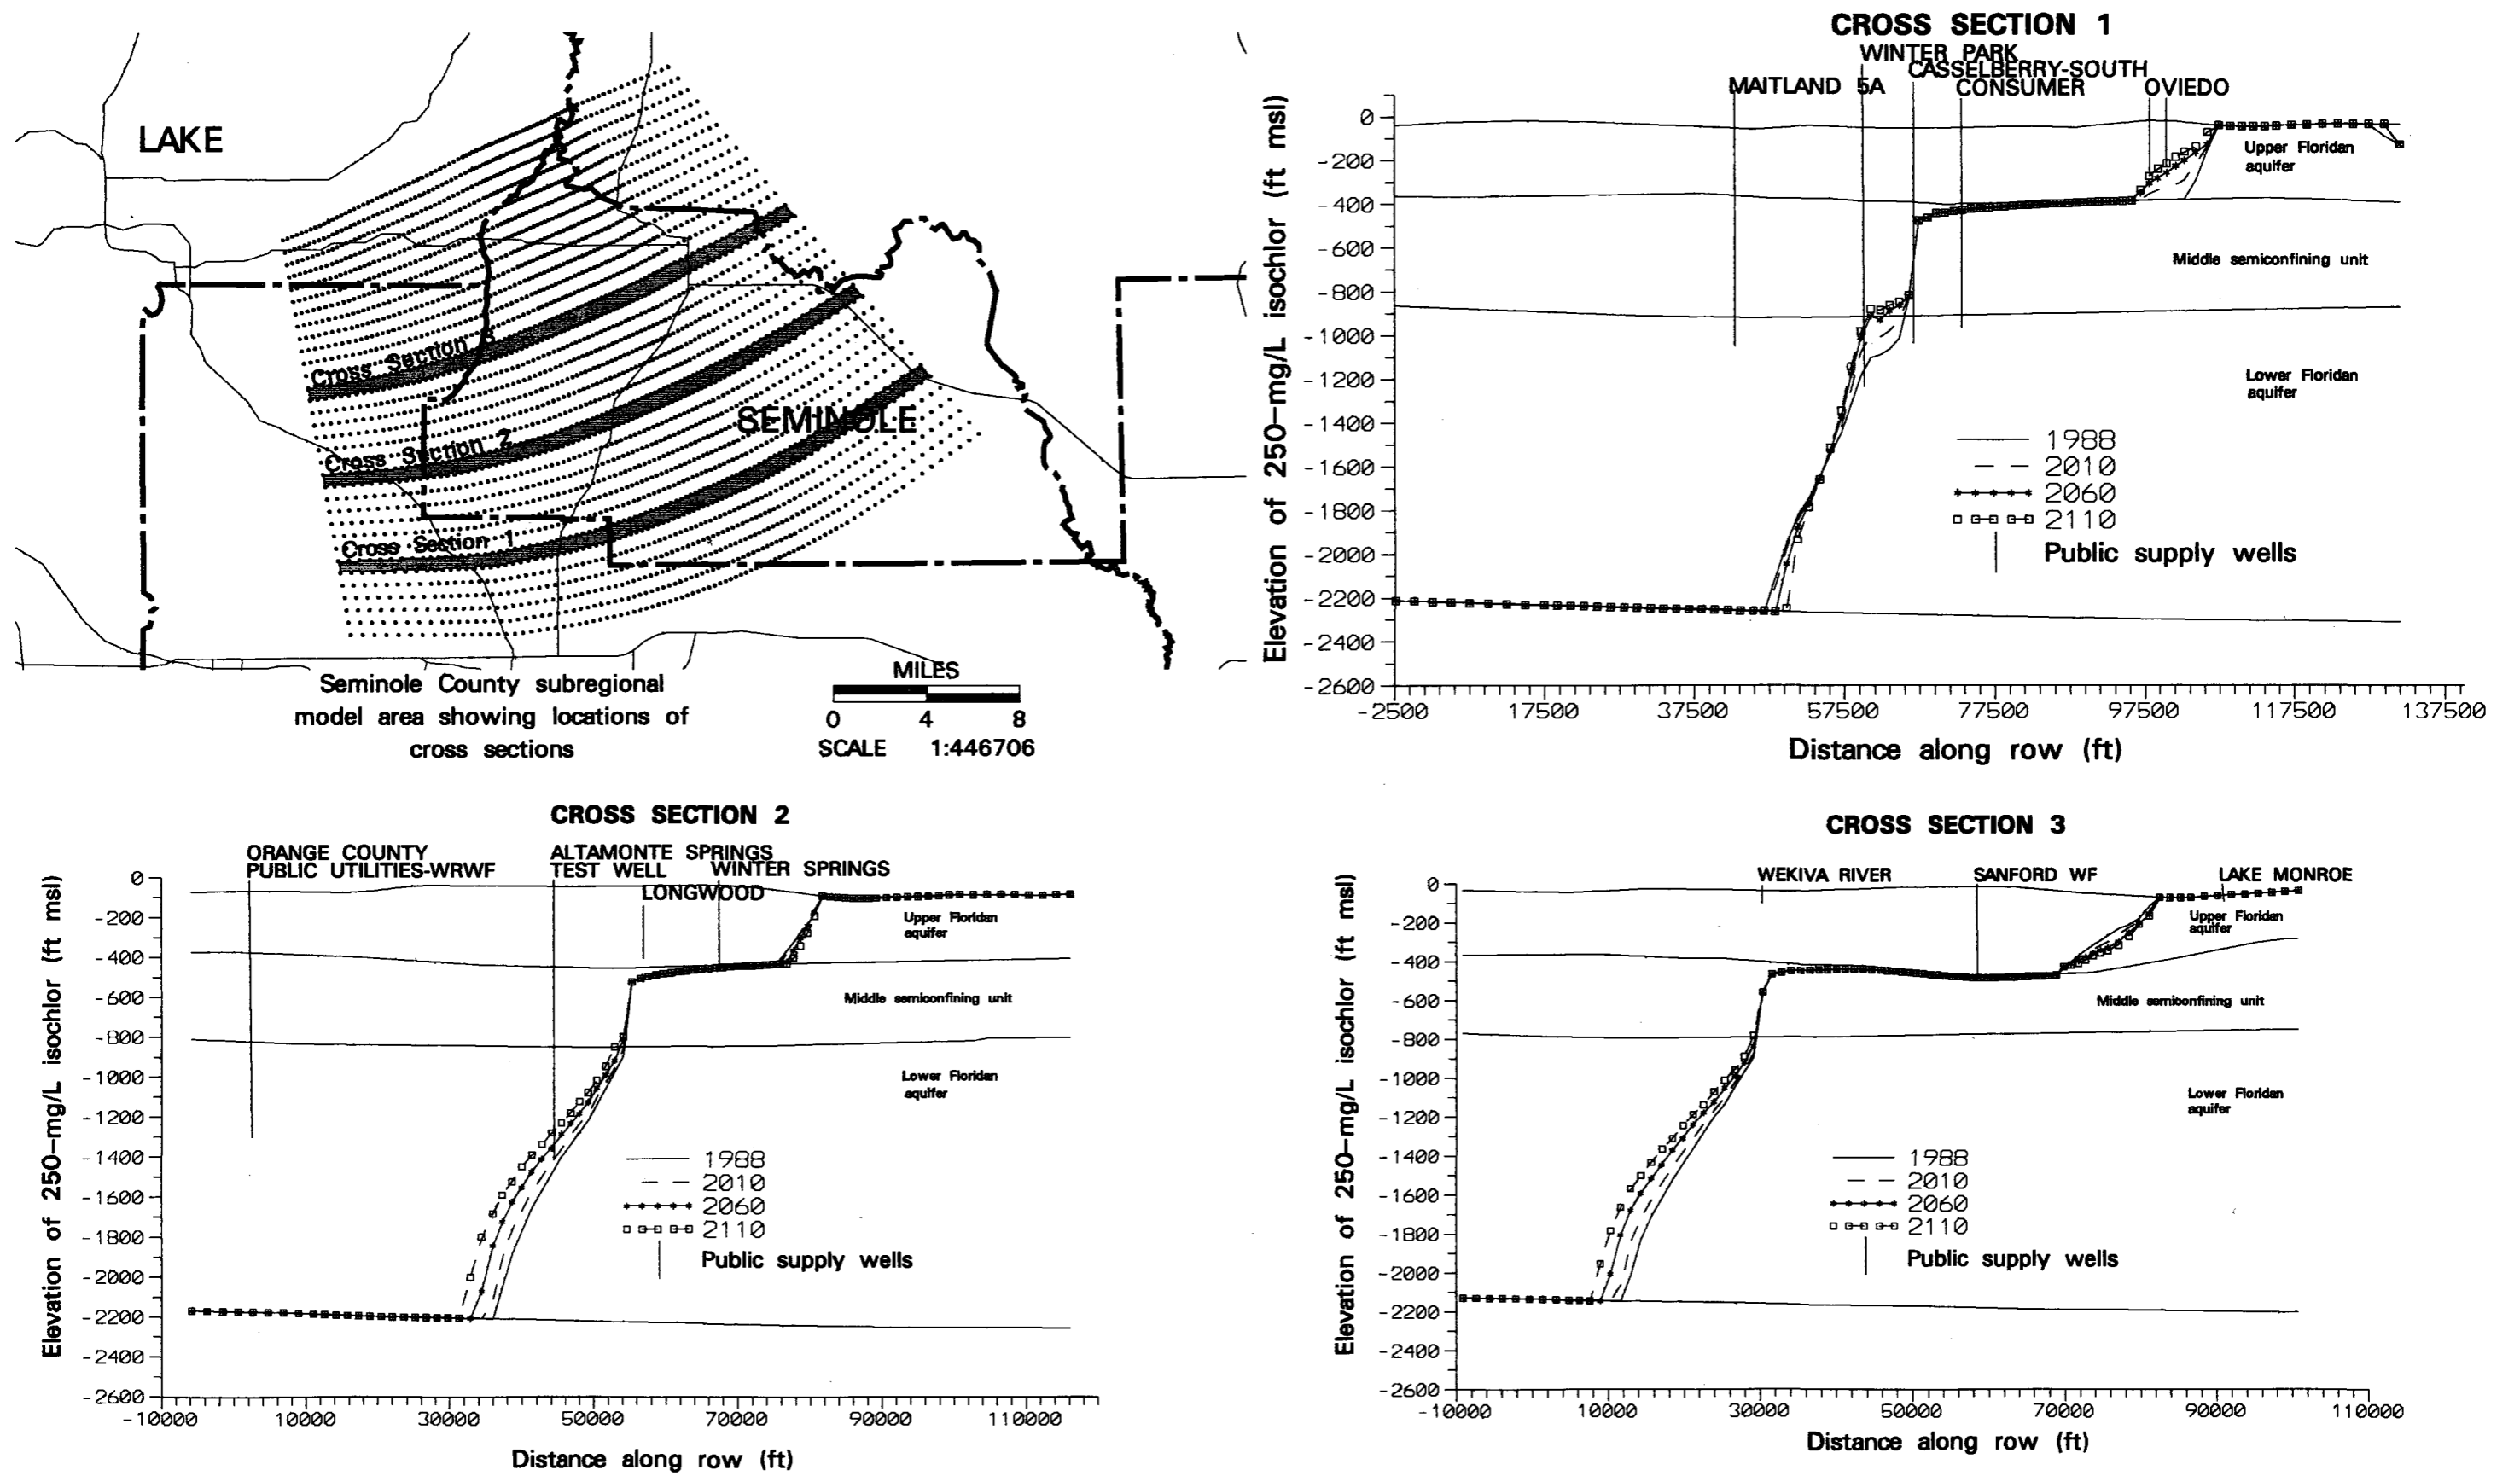 LAKE
Cross Section 3
Cross Section 2
SEMINOLE
Cross Section 1
Seminole County subregional
model area showing locations of
cross sections
MILES
0 4 8
SCALE 1:446706
CROSS SECTION 1
WINTER PARK
CASSELBERRY-SOUTH
MAITLAND 5A CONSUMER OVIEDO
Elevation of 250-mg/L isochlor (ft msl)
0
-200
-400
-600
-800
-1000
-1200
-1400
-1600
-1800
-2000
-2200
-2400
-2600
Upper Floridan
aquifer
Middle semiconfining unit
Lower Floridan
aquifer
1988
2010
2060
2110
Public supply wells
-2500 17500 37500 57500 77500 97500 117500 137500
Distance along row (ft)
CROSS SECTION 2
ORANGE COUNTY
PUBLIC UTILITIES-WRWF
ALTAMONTE SPRINGS
TEST WELL
WINTER SPRINGS
LONGWOOD
Elevation of 250-mg/L isochlor (ft msl)
0
-200
-400
-600
-800
-1000
-1200
-1400
-1600
-1800
-2000
-2200
-2400
-2600
Upper Floridan
aquifer
Middle semiconfining unit
Lower Floridan
aquifer
1988
2010
2060
2110
Public supply wells
-10000 10000 30000 50000 70000 90000 110000
Distance along row (ft)
CROSS SECTION 3
WEKIVA RIVER SANFORD WF LAKE MONROE
Elevation of 250-mg/L isochlor (ft msl)
0
-200
-400
-600
-800
-1000
-1200
-1400
-1600
-1800
-2000
-2200
-2400
-2600
Upper Floridan
aquifer
Middle semiconfining unit
Lower Floridan
aquifer
1988
2010
2060
2110
Public supply wells
-10000 10000 30000 50000 70000 90000 110000
Distance along row (ft)